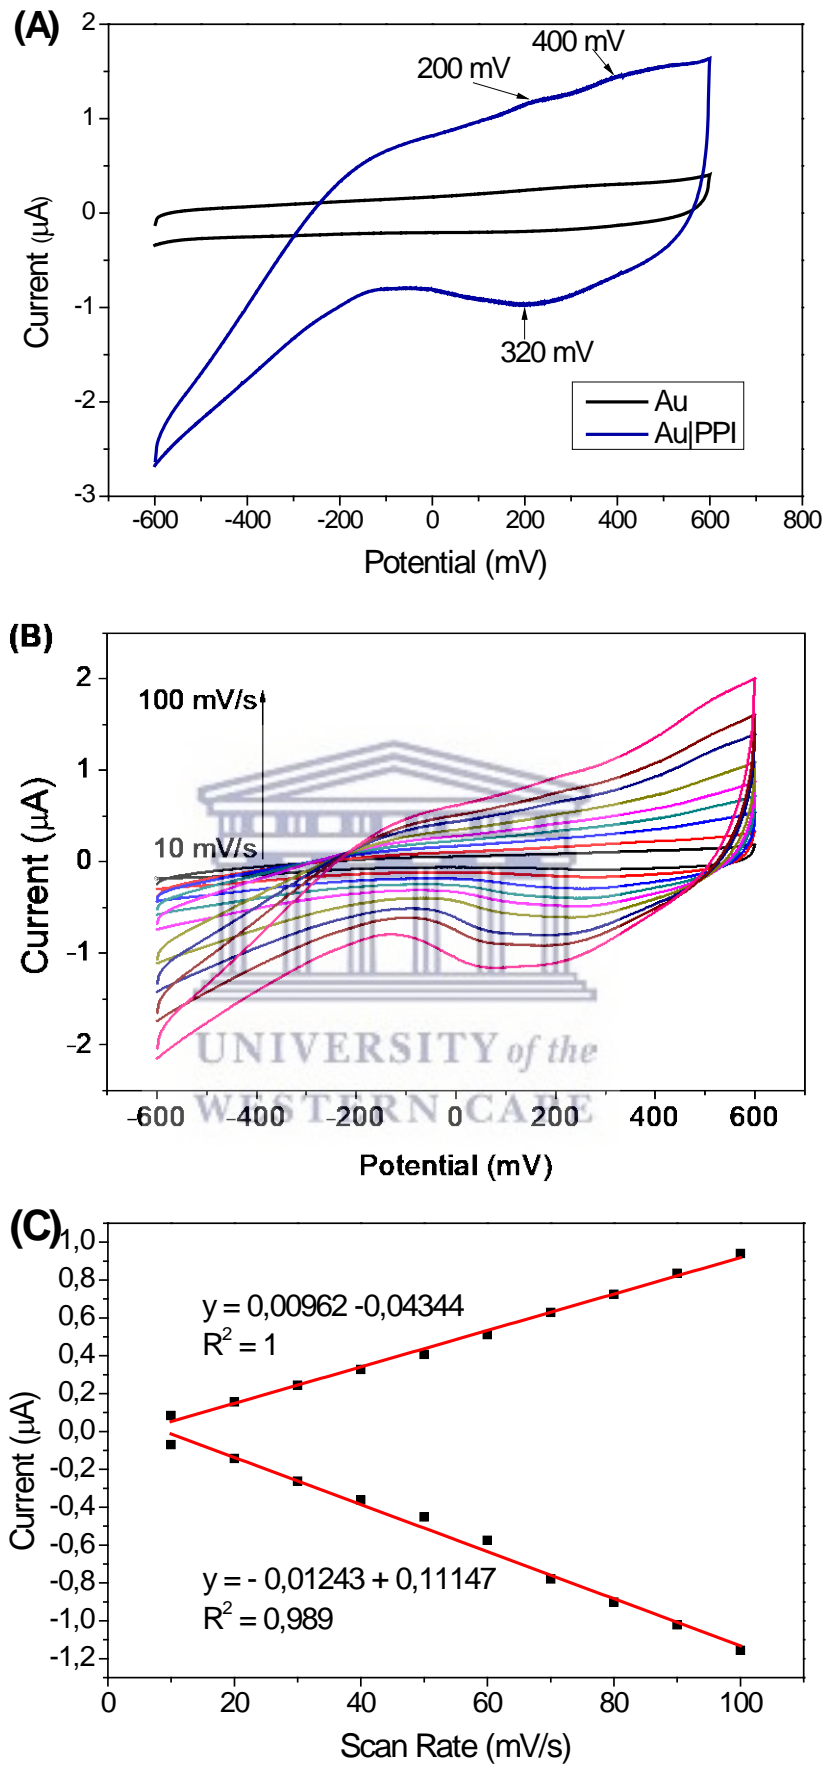 (A)
2
1
0
-1
-2
-3
Current (µA)
200 mV
400 mV
320 mV
Au
Au|PPI
-600 -400 -200 0 200 400 600 800
Potential (mV)
(B)
2
1
0
-1
-2
Current (µA)
100 mV/s
10 mV/s
UNIVERSITY of the
WESTERN CAPE
-600 -400 -200 0 200 400 600
Potential (mV)
(C)
1,0
0,8
0,6
0,4
0,2
0,0
-0,2
-0,4
-0,6
-0,8
-1,0
-1,2
Current (µA)
y = 0,00962 -0,04344
R² = 1
y = - 0,01243 + 0,11147
R² = 0,989
0 20 40 60 80 100
Scan Rate (mV/s)